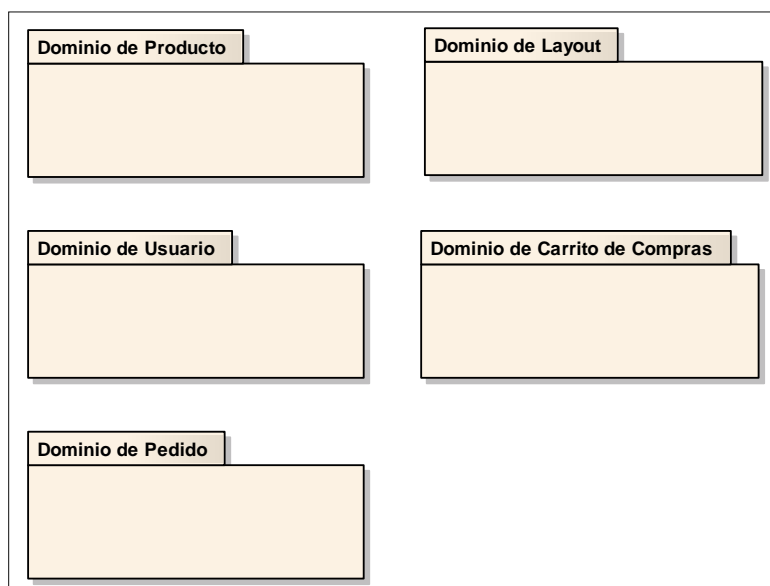 Dominio de Producto
Dominio de Layout
Dominio de Usuario
Dominio de Carrito de Compras
Dominio de Pedido